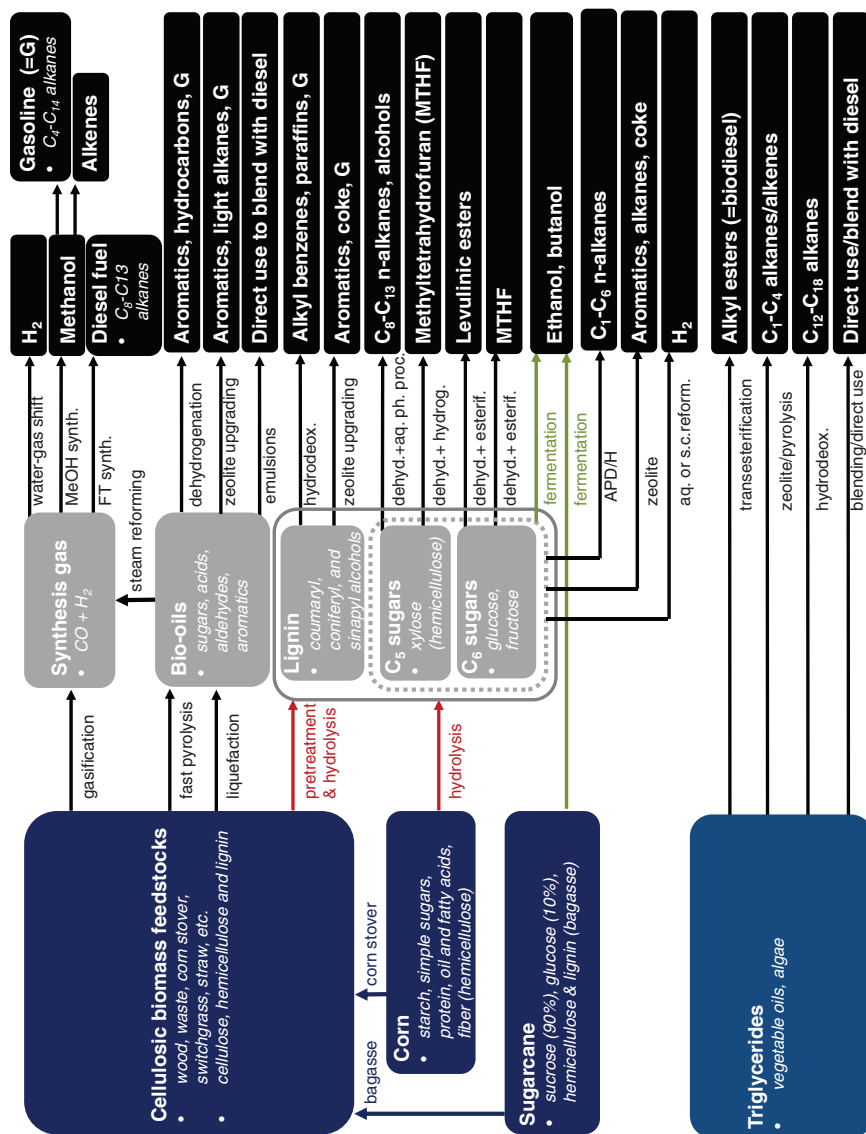 Cellulosic biomass feedstocks
• wood, waste, corn stover,
switchgrass, straw, etc.
• cellulose, hemicellulose and lignin
bagasse
corn stover
Corn
• starch, simple sugars,
protein, oil and fatty acids,
fiber (hemicellulose)
Sugarcane
• sucrose (90%), glucose (10%),
hemicellulose & lignin (bagasse)
Triglycerides
• vegetable oils, algae
gasification
fast pyrolysis
liquefaction
pretreatment
& hydrolysis
hydrolysis
Synthesis gas
• CO + H2
steam reforming
Bio-oils
• sugars, acids,
aldehydes,
aromatics
Lignin
• coumaryl,
coniferyl, and
sinapyl alcohols
C5 sugars
• xylose
(hemicellulose)
C6 sugars
• glucose,
fructose
water-gas shift
MeOH synth.
FT synth.
dehydrogenation
zeolite upgrading
emulsions
hydrodeox.
zeolite upgrading
dehyd.+aq. ph. proc.
dehyd.+ hydrog.
dehyd.+ esterif.
dehyd.+ esterif.
fermentation
fermentation
APD/H
zeolite
aq. or s.c.reform.
transesterification
zeolite/pyrolysis
hydrodeox.
blending/direct use
H2
Methanol
Diesel fuel
• C8-C13
alkanes
Gasoline (=G)
• C4-C14 alkanes
Alkenes
Aromatics, hydrocarbons, G
Aromatics, light alkanes, G
Direct use to blend with diesel
Alkyl benzenes, paraffins, G
Aromatics, coke, G
C8-C13 n-alkanes, alcohols
Methyltetrahydrofuran (MTHF)
Levulinic esters
MTHF
Ethanol, butanol
C1-C6 n-alkanes
Aromatics, alkanes, coke
H2
Alkyl esters (=biodiesel)
C1-C4 alkanes/alkenes
C12-C18 alkanes
Direct use/blend with diesel